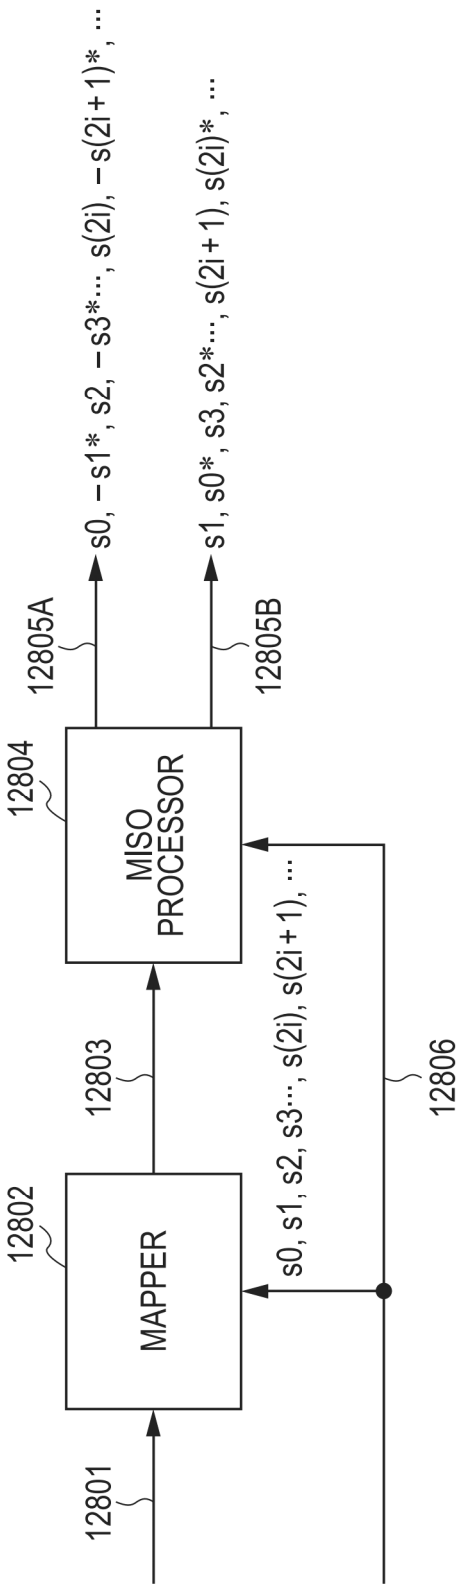 12801
12802
MAPPER
12803
s0, s1, s2, s3···, s(2i), s(2i + 1), ...
12804
MISO
PROCESSOR
12806
12805A
s0, −s1*, s2, −s3*···, s(2i), −s(2i + 1)*, ...
12805B
s1, s0*, s3, s2*···, s(2i + 1), s(2i)*, ...